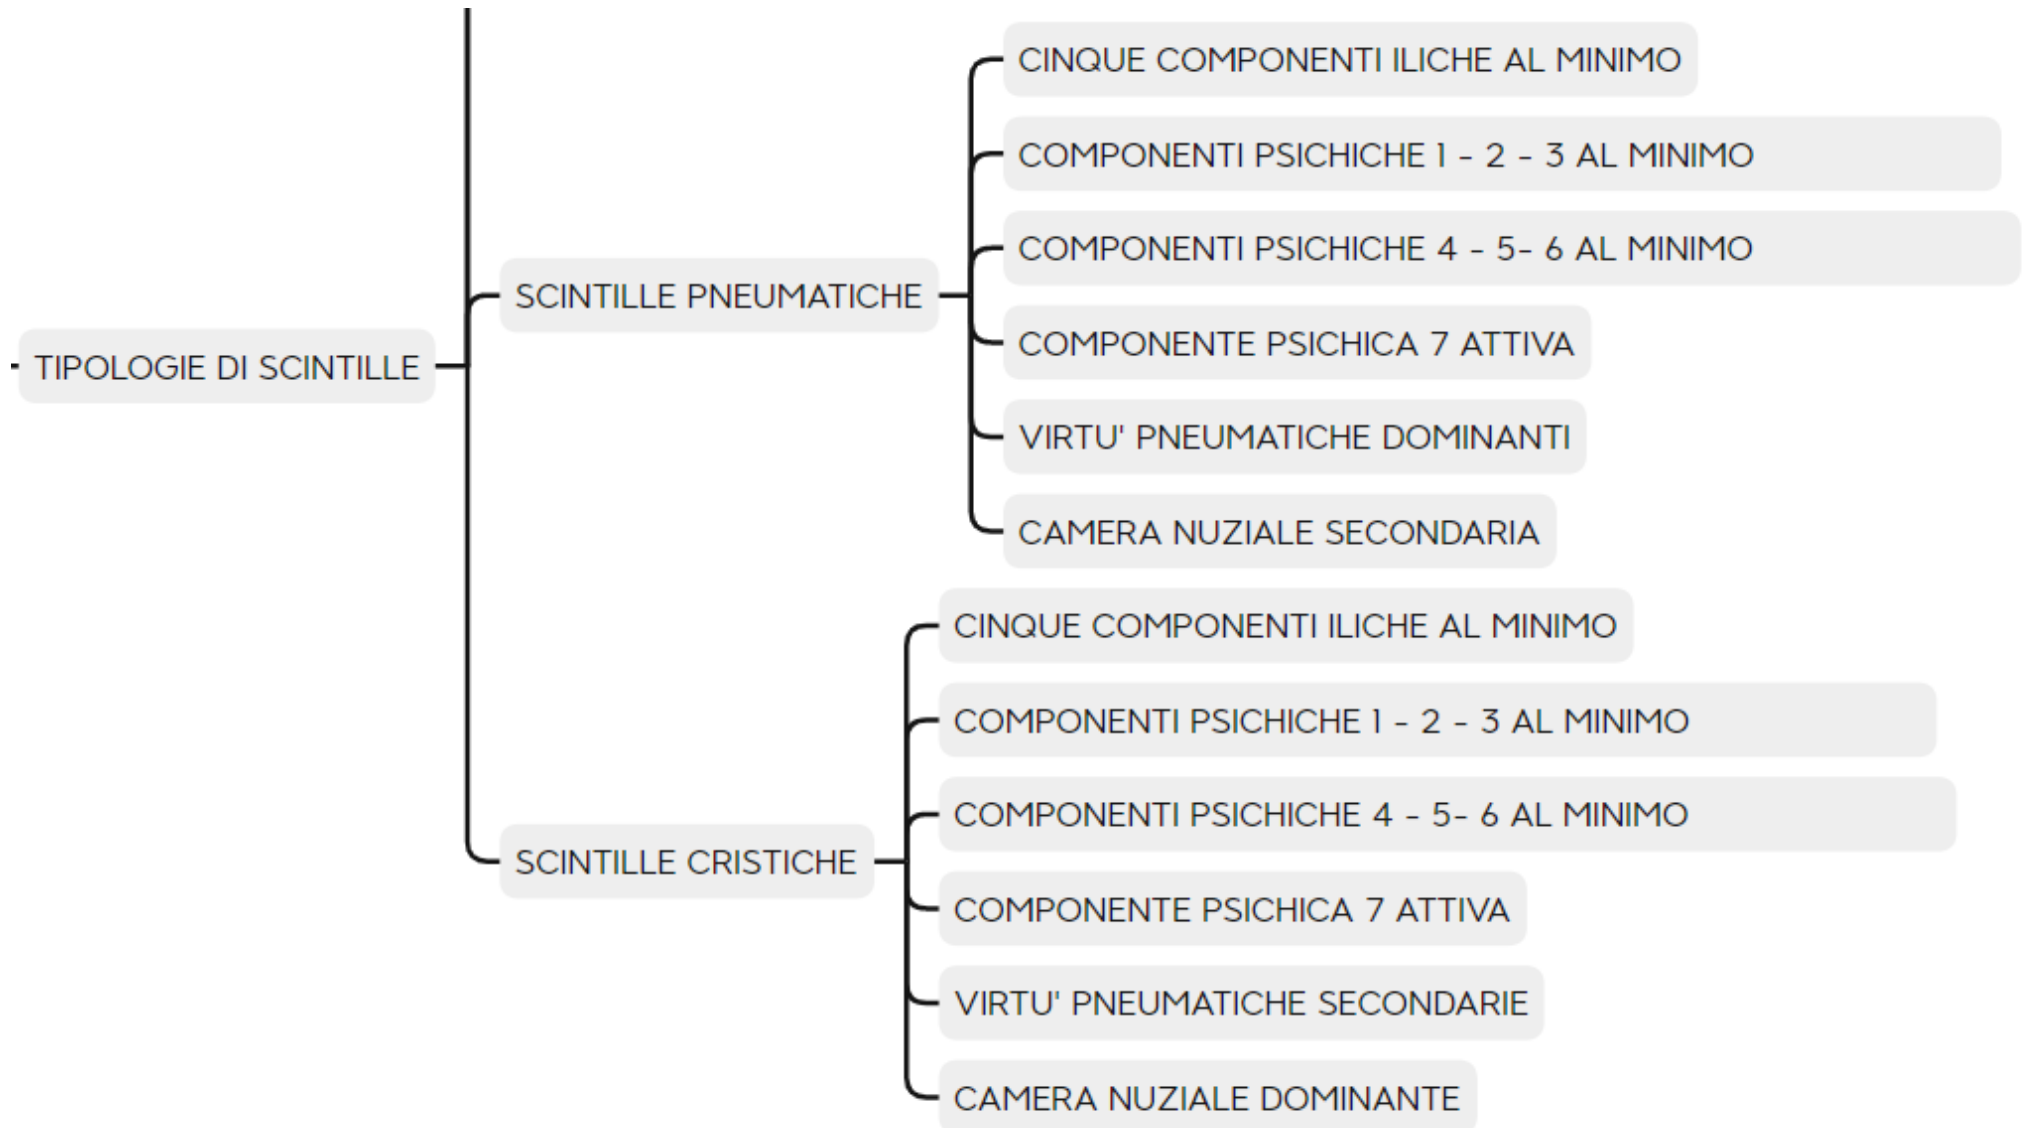 TIPOLOGIE DI SCINTILLE
SCINTILLE PNEUMATICHE
CINQUE COMPONENTI ILICHE AL MINIMO
COMPONENTI PSICHICHE 1 - 2 - 3 AL MINIMO
COMPONENTI PSICHICHE 4 - 5- 6 AL MINIMO
COMPONENTE PSICHICA 7 ATTIVA
VIRTU' PNEUMATICHE DOMINANTI
CAMERA NUZIALE SECONDARIA
SCINTILLE CRISTICHE
CINQUE COMPONENTI ILICHE AL MINIMO
COMPONENTI PSICHICHE 1 - 2 - 3 AL MINIMO
COMPONENTI PSICHICHE 4 - 5- 6 AL MINIMO
COMPONENTE PSICHICA 7 ATTIVA
VIRTU' PNEUMATICHE SECONDARIE
CAMERA NUZIALE DOMINANTE